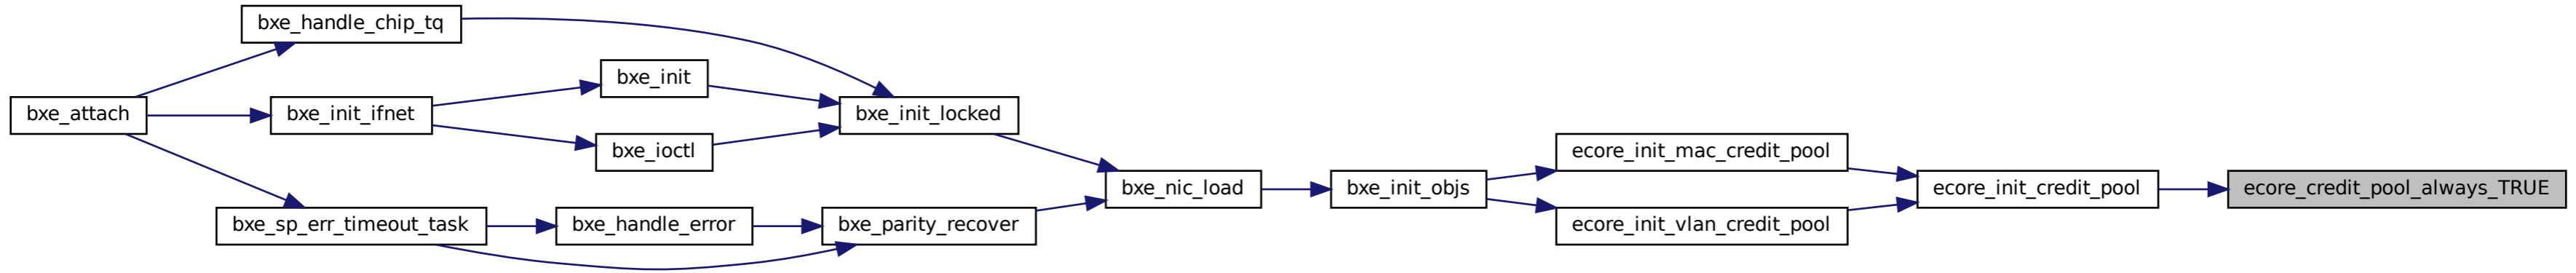 bxe_handle_chip_tq
bxe_init
bxe_attach
bxe_init_ifnet
bxe_init_locked
bxe_ioctl
ecore_init_mac_credit_pool
bxe_nic_load
bxe_init_objs
ecore_init_credit_pool
ecore_credit_pool_always_TRUE
bxe_sp_err_timeout_task
bxe_handle_error
bxe_parity_recover
ecore_init_vlan_credit_pool